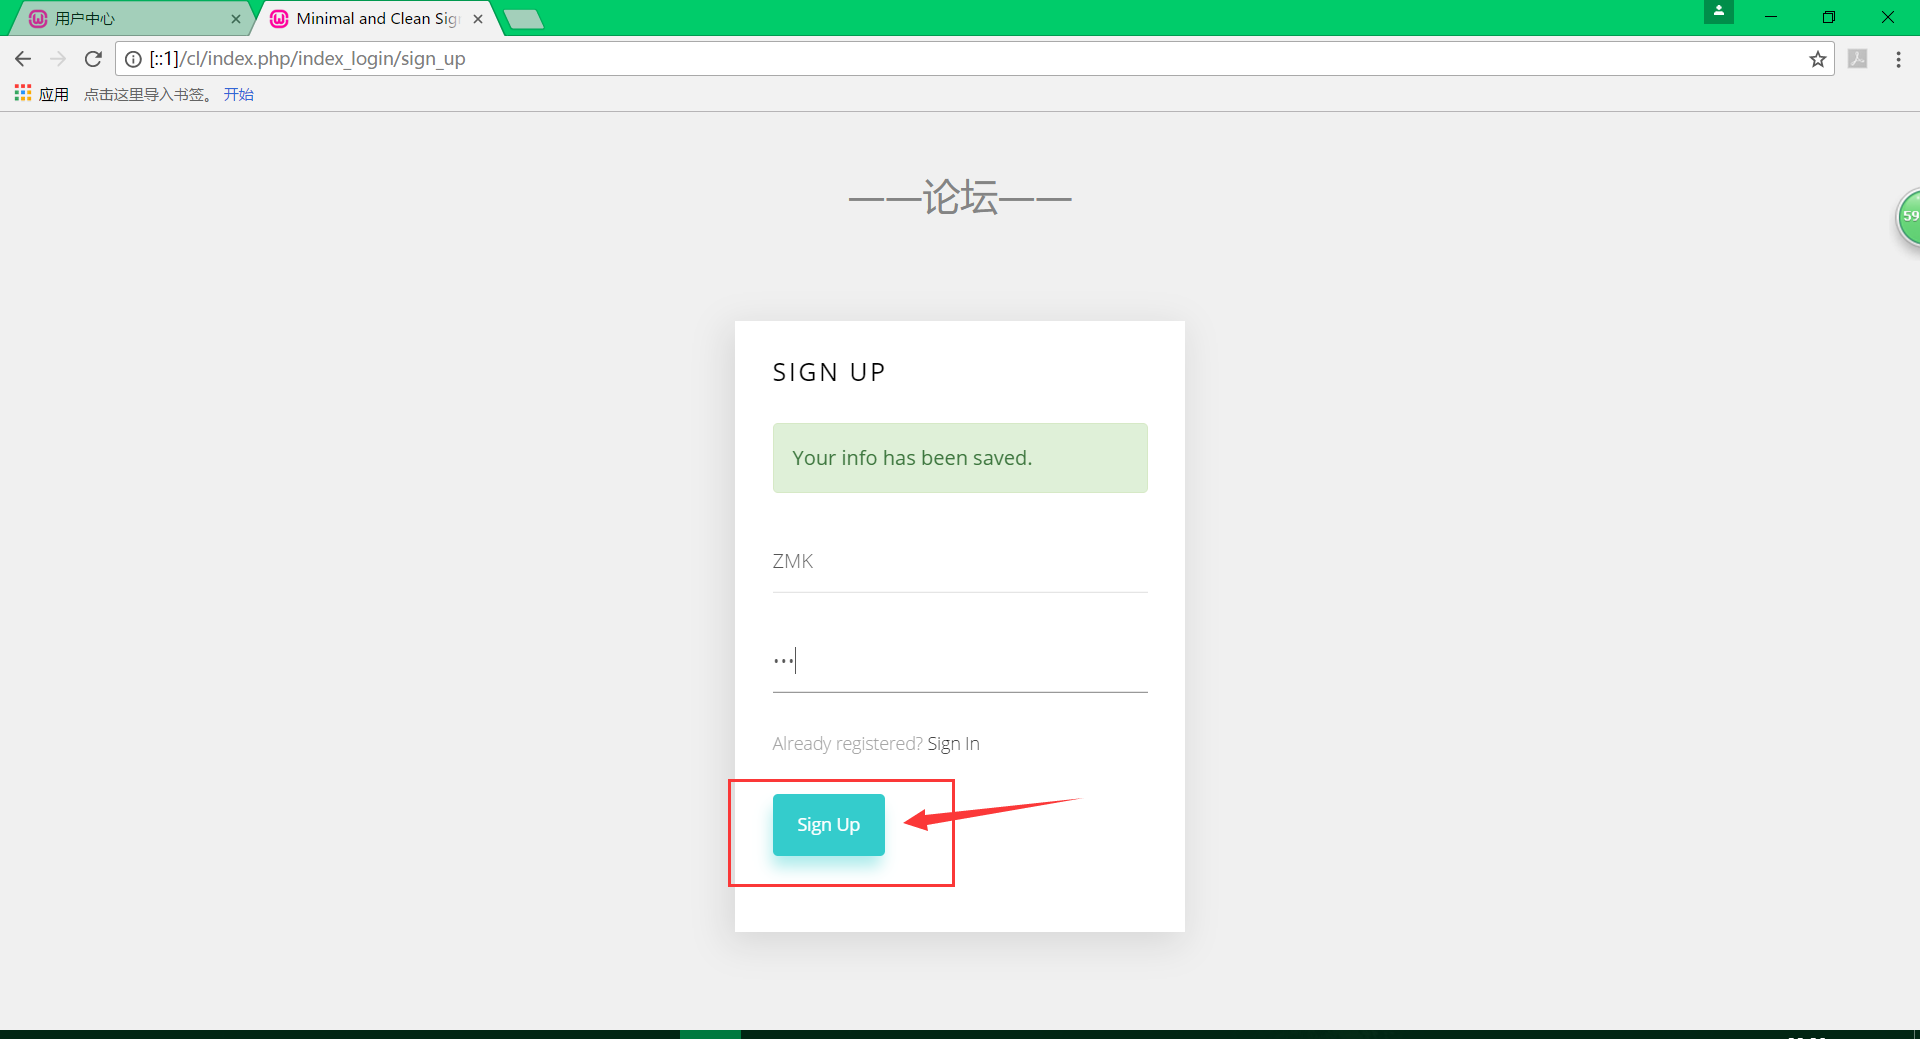 用户中心
Minimal and Clean Sig
[::1]/cl/index.php/index_login/sign_up
应用 点击这里导入书签。 开始
——论坛——
59
SIGN UP
Your info has been saved.
ZMK
Already registered? Sign In
Sign Up